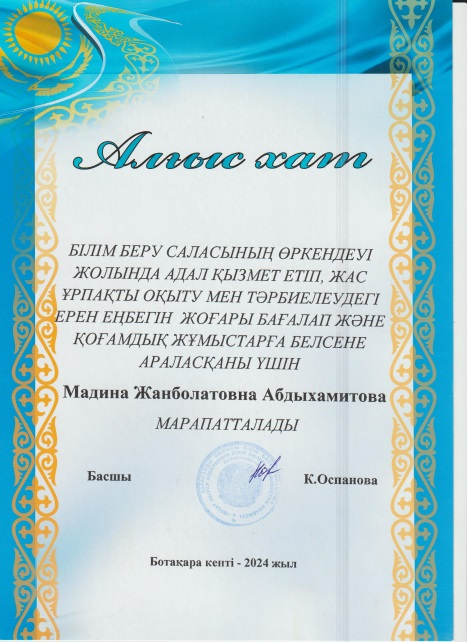 Алғыс хат
БІЛІМ БЕРУ САЛАСЫНЫҢ ӨРКЕНДЕУІ
ЖОЛЫНДА АДАЛ ҚЫЗМЕТ ЕТІП, ЖАС
ҰРПАҚТЫ ОҚЫТУ МЕН ТӘРБИЕЛЕУДЕГІ
ЕРЕН ЕҢБЕГІН ЖОҒАРЫ БАҒАЛАП ЖӘНЕ
ҚОҒАМДЫҚ ЖҰМЫСТАРҒА БЕЛСЕНЕ
АРАЛАСҚАНЫ ҮШІН
Мадина Жанболатовна Абдыхамитова
МАРАПАТТАЛАДЫ
Басшы К.Оспанова
Ботақара кенті - 2024 жыл